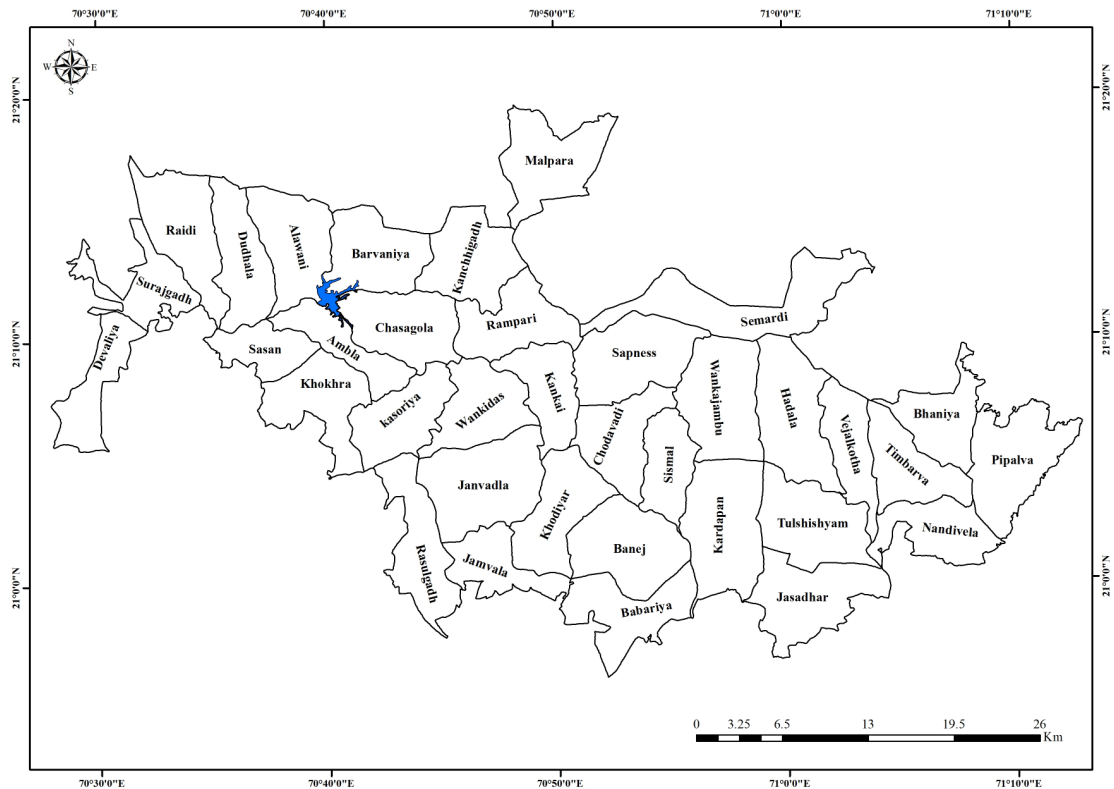 70°30'0"E 70°40'0"E 70°50'0"E 71°0'0"E 71°10'0"E
N
W E
S
21°20'0"N
21°20'0"N
Malpara
Raidi
Dudhala
Alawani
Barvaniya
Kanchhigadh
Surajgadh
Rampari
Semardi
Chasagola
21°10'0"N
21°10'0"N
Devaliya
Sasan
Ambla
Sapness
Khokhra
kasoriya
Wankidas
Kankai
Chodavadi
Wankajambu
Hadala
Vejalkotha
Bhaniya
Timbarva
Pipalva
Sismal
Janvadla
Khodiyar
Kardapan
Tulshishyam
Nandivela
Banej
Rasulgadh
Jamvala
21°0'0"N
21°0'0"N
Babariya
Jasadhar
0 3.25 6.5 13 19.5 26
Km
70°30'0"E 70°40'0"E 70°50'0"E 71°0'0"E 71°10'0"E